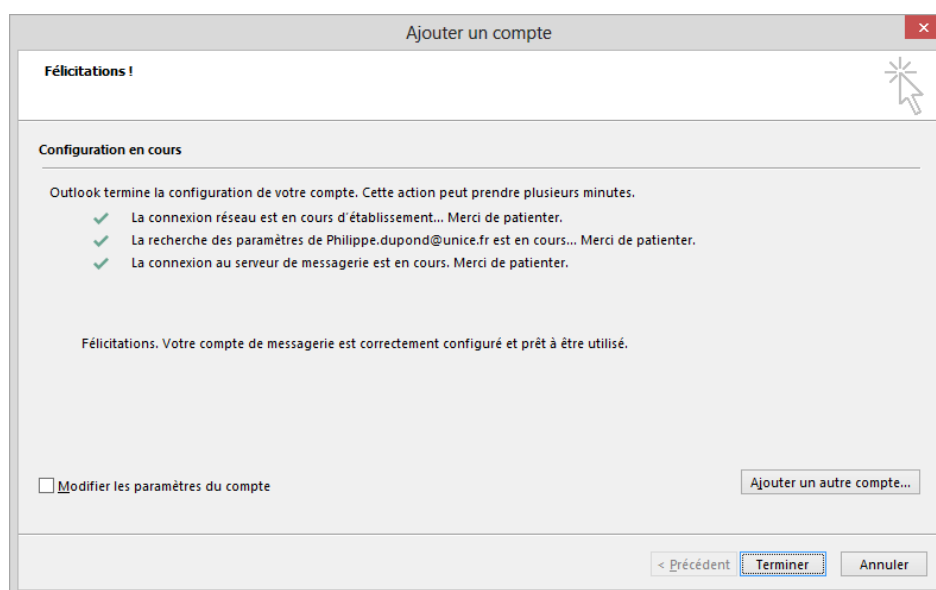 Ajouter un compte
Félicitations !
Configuration en cours
Outlook termine la configuration de votre compte. Cette action peut prendre plusieurs minutes.
La connexion réseau est en cours d'établissement... Merci de patienter.
La recherche des paramètres de Philippe.dupond@unice.fr est en cours... Merci de patienter.
La connexion au serveur de messagerie est en cours. Merci de patienter.
Félicitations. Votre compte de messagerie est correctement configuré et prêt à être utilisé.
Modifier les paramètres du compte
Ajouter un autre compte...
< Précédent
Terminer
Annuler